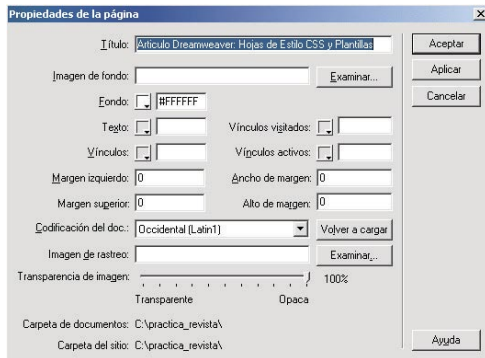 Propiedades de la página
Título: Articulo Dreamweaver: Hojas de Estilo CSS y Plantillas
Aceptar
Imagen de fondo:
Examinar...
Aplicar
Fondo: #FFFFFF
Cancelar
Texto:
Vínculos visitados:
Vínculos:
Vínculos activos:
Margen izquierdo: 0
Ancho de margen: 0
Margen superior: 0
Alto de margen: 0
Codificación del doc.: Occidental (Latin1)
Volver a cargar
Imagen de rastreo:
Examinar...
Transparencia de imagen:
100%
Transparente
Opaca
Carpeta de documentos: C:\practica_revista\
Carpeta del sitio: C:\practica_revista\
Ayuda